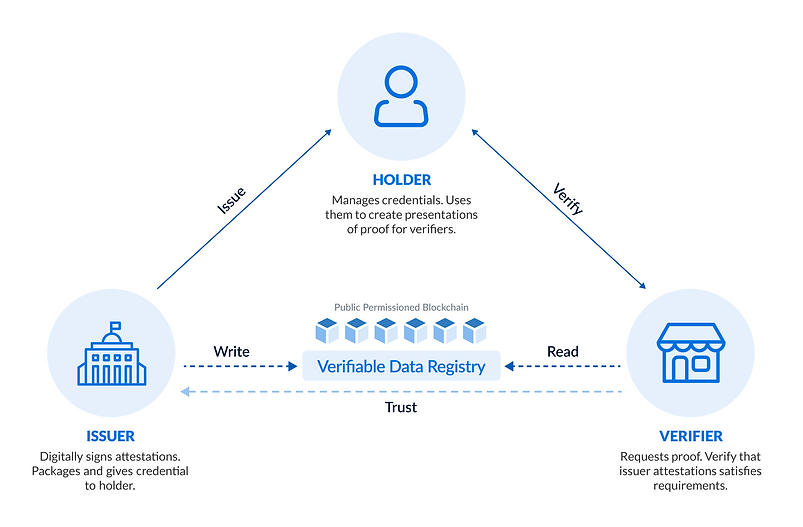 HOLDER
Manages credentials. Uses
them to create presentations
of proof for verifiers.
Issue
Verify
Public Permissioned Blockchain
Write
Verifiable Data Registry
Read
Trust
ISSUER
Digitally signs attestations.
Packages and gives credential
to holder.
VERIFIER
Requests proof. Verify that
issuer attestations satisfies
requirements.